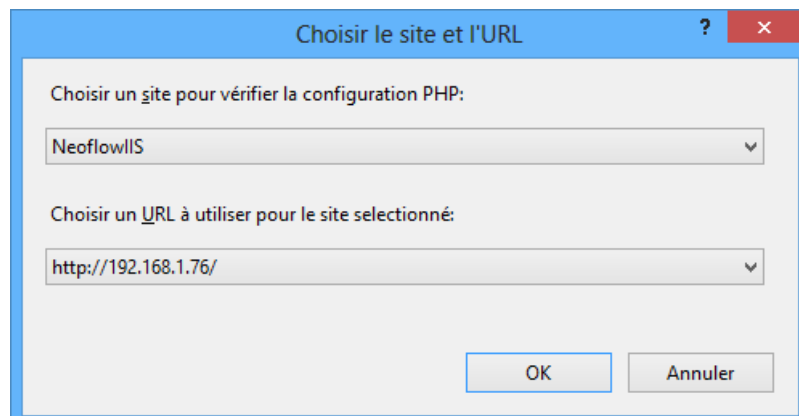 Choisir le site et l'URL
?
Choisir un site pour vérifier la configuration PHP:
NeoflowIIS
Choisir un URL à utiliser pour le site selectionné:
http://192.168.1.76/
OK Annuler